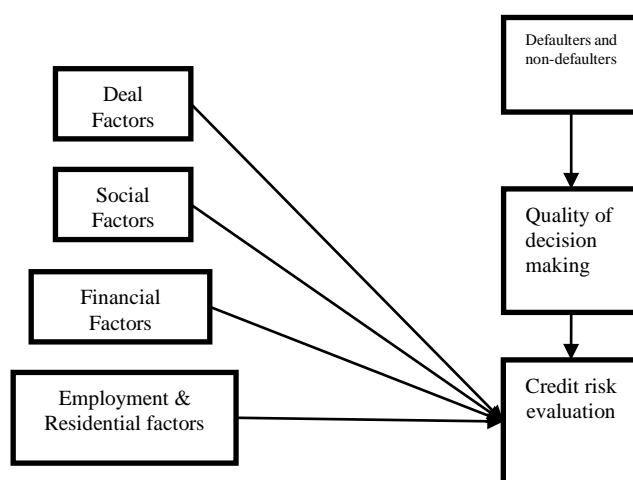 Defaulters and
non-defaulters
Deal
Factors
Social
Factors
Quality of
decision
making
Financial
Factors
Employment &
Residential factors
Credit risk
evaluation